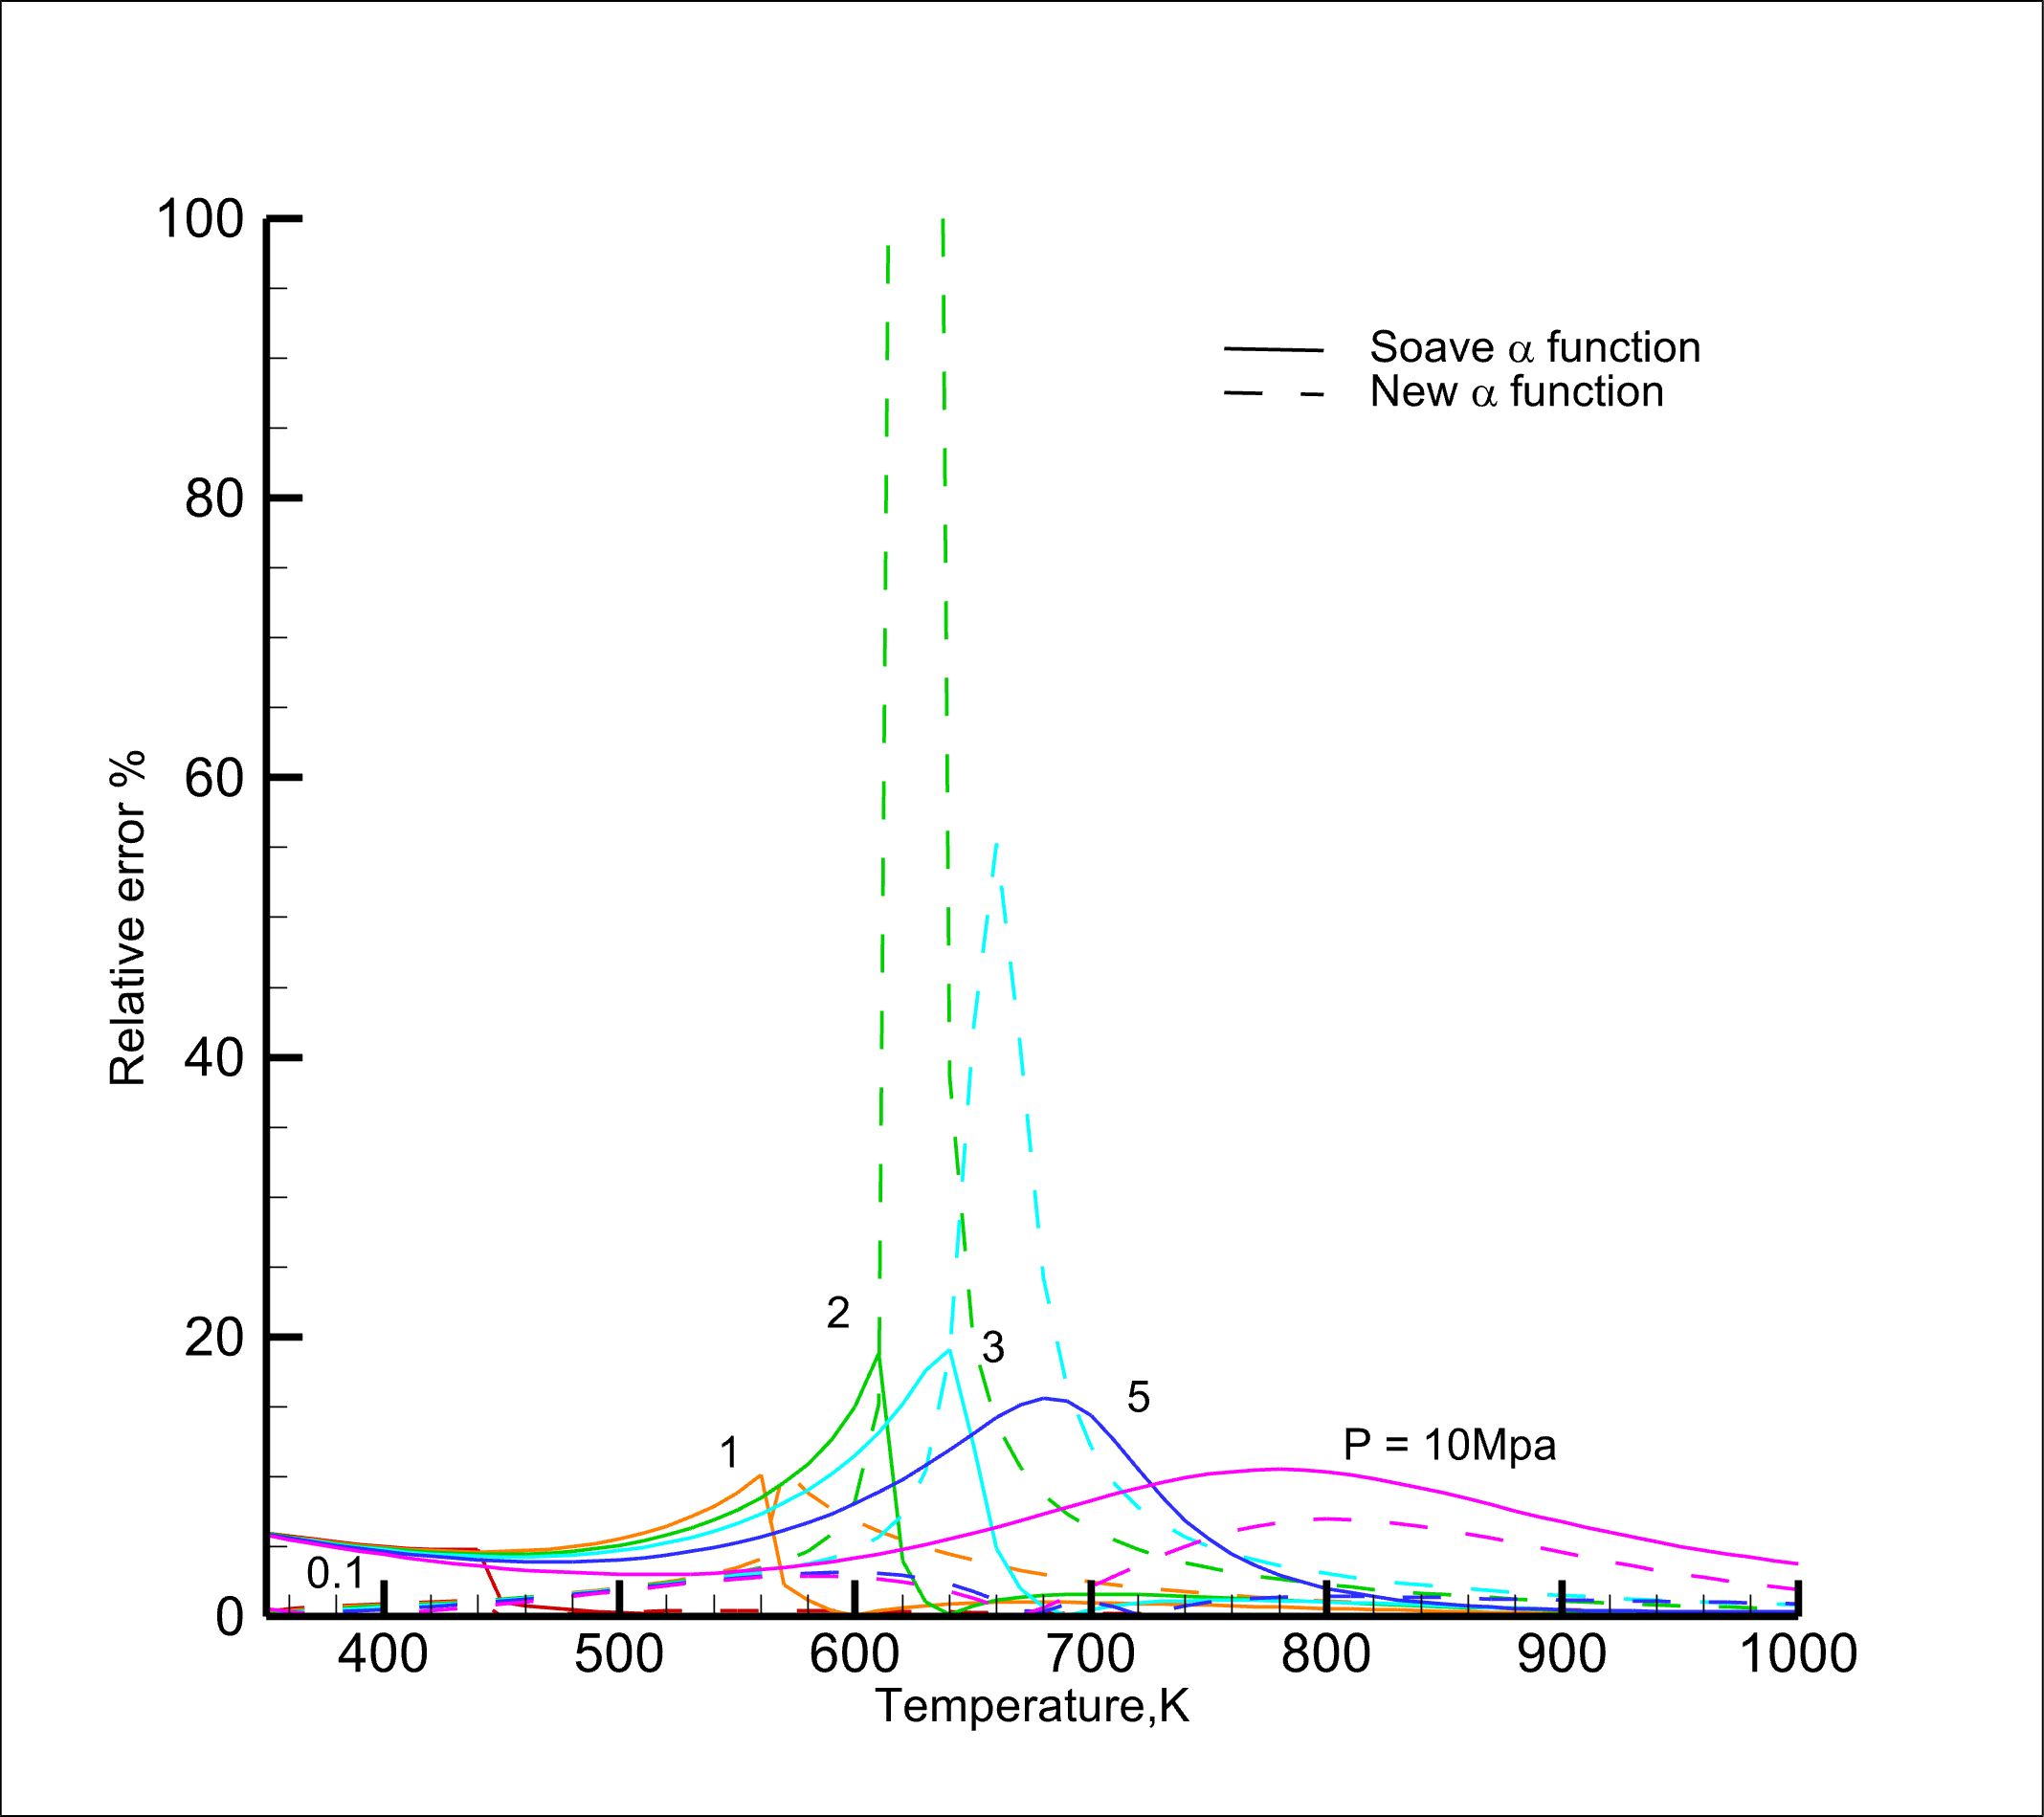 100
Soave α function
New α function
80
60
Relative error %
40
20
2
3
5
1
P = 10Mpa
0.1
0
400 500 600 700 800 900 1000
Temperature,K